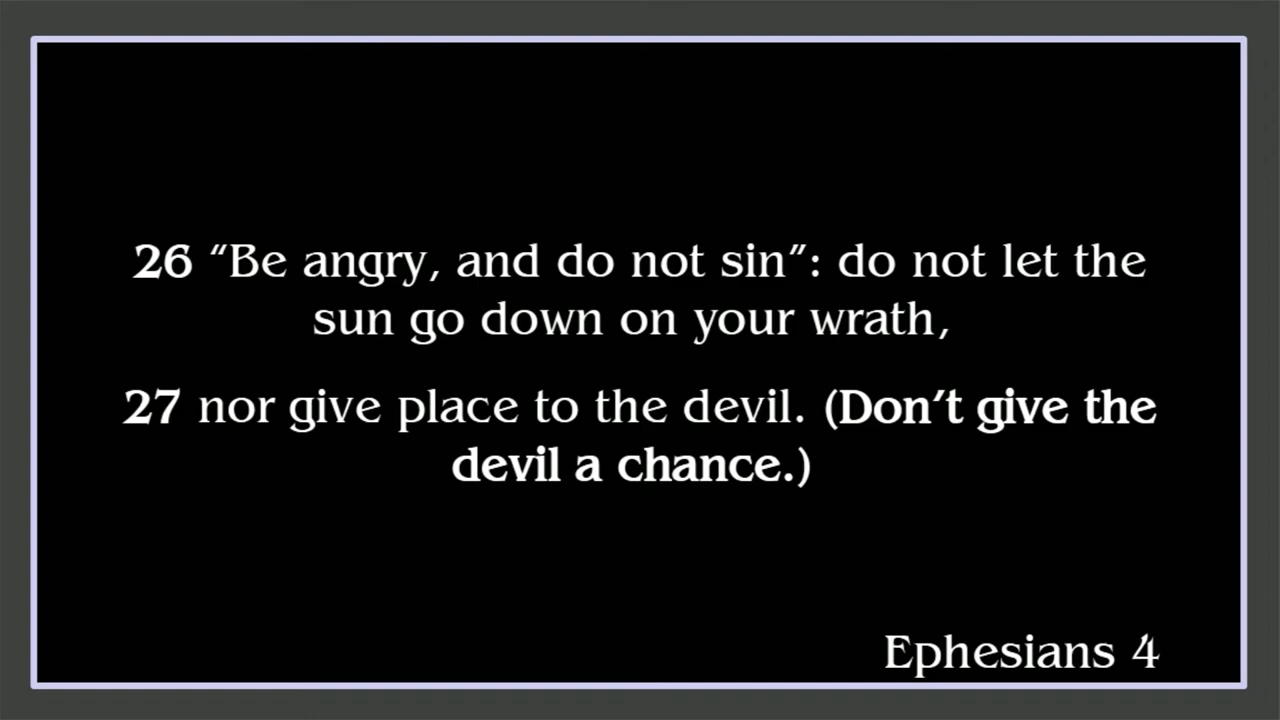 26 “Be angry, and do not sin”: do not let the
sun go down on your wrath,
27 nor give place to the devil. (Don’t give the
devil a chance.)
Ephesians 4